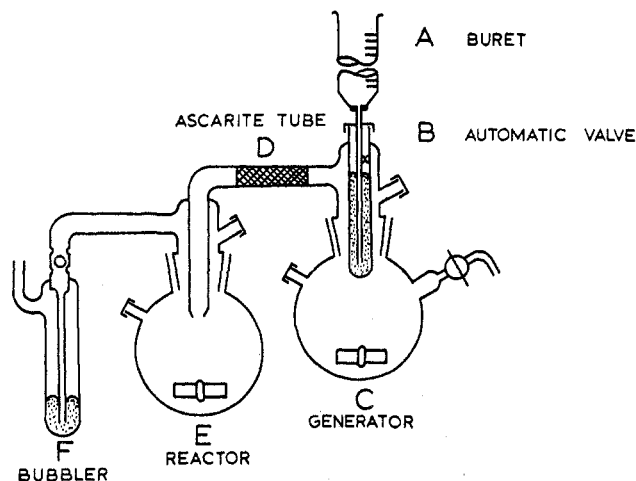 A BURET
ASCARITE TUBE
D
B AUTOMATIC VALVE
C
GENERATOR
E
REACTOR
F
BUBBLER